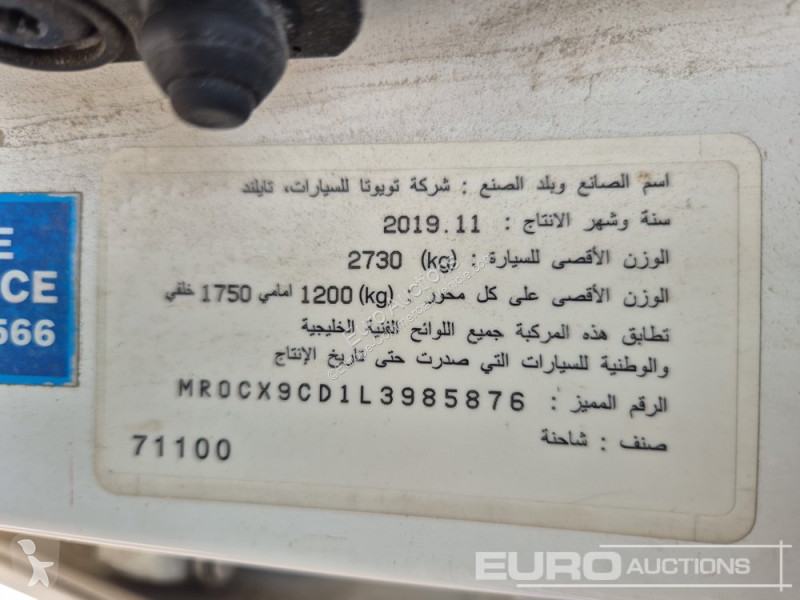 اسم الصانع وبلد الصنع : شركة تويوتا للسيارات، تايلند
سنة وشهر الانتاج : 2019.11
الوزن الأقصى للسيارة : (kg) 2730
الوزن الأقصى على كل محور : (kg) 1200 امامي 1750 خلفي
تطابق هذه المركبة جميع اللوائح الفنية الخليجية
والوطنية للسيارات التي صدرت حتى تاريخ الإنتاج
الرقم المميز : MR0CX9CD1L3985876
صنف : شاحنة 71100
E
CE
566
EURO AUCTIONS